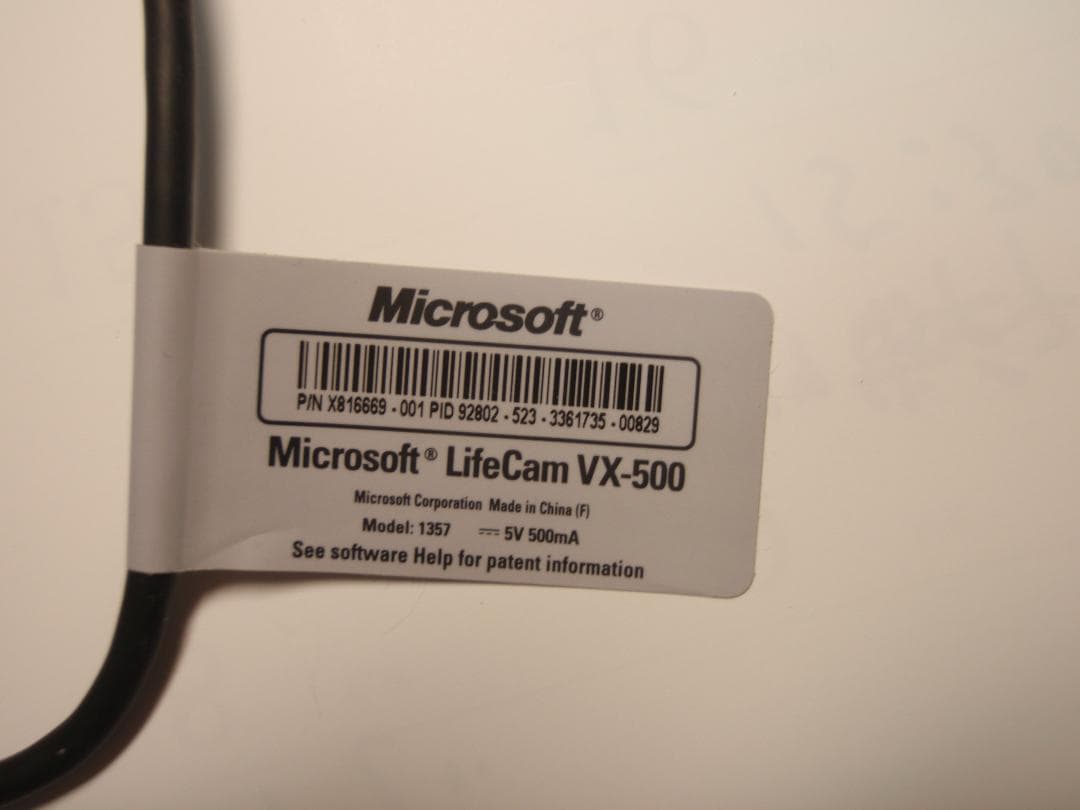 Microsoft®
P/N X816669 - 001 PID 92802 - 523 - 3361735 - 00829
Microsoft® LifeCam VX-500
Microsoft Corporation Made in China (F)
Model: 1357 ⎓ 5V 500mA
See software Help for patent information